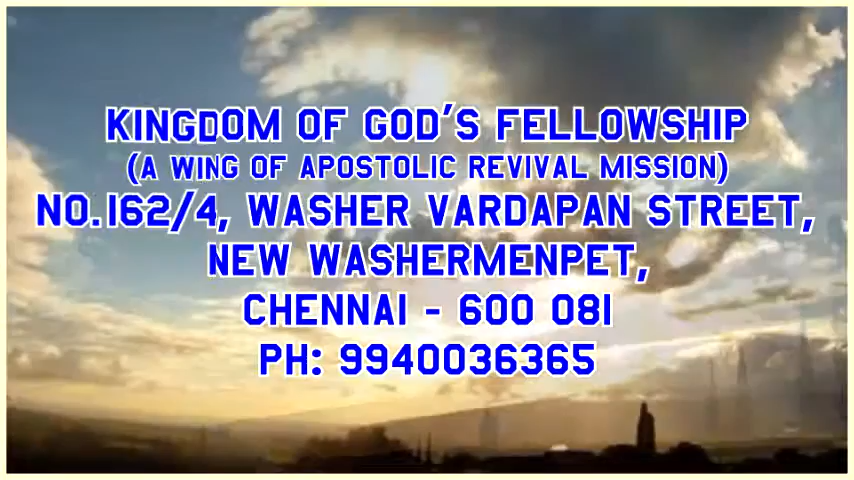 KINGDOM OF GOD'S FELLOWSHIP
(A WING OF APOSTOLIC REVIVAL MISSION)
NO.162/4, WASHER VARDAPAN STREET,
NEW WASHERMENPET,
CHENNAI - 600 081
PH: 9940036365